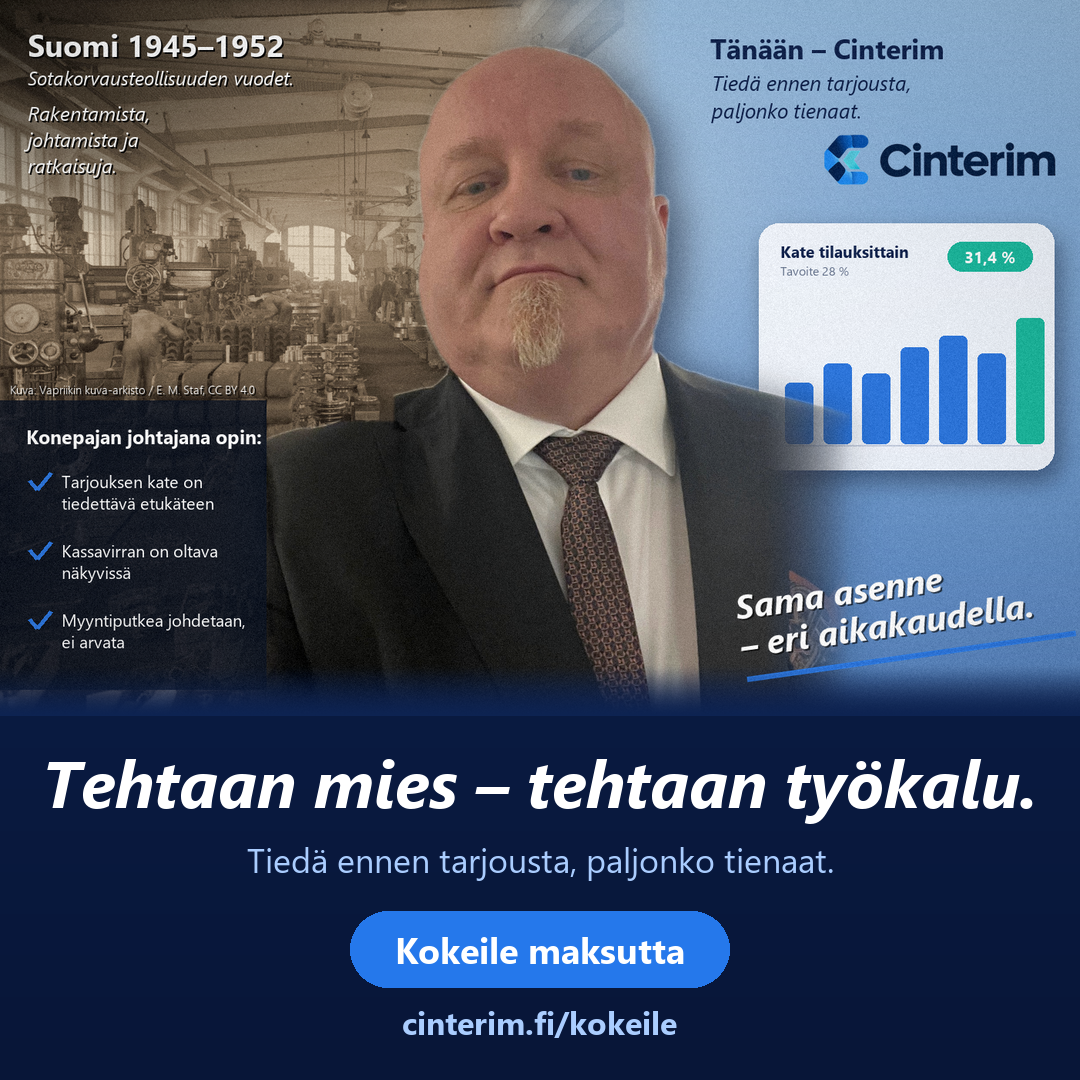 Suomi 1945–1952
Sotakorvausteollisuuden vuodet.
Rakentamista,
johtamista ja
ratkaisuja.
Kuva: Vapriikin kuva-arkisto / E. M. Staf, CC BY 4.0
Konepajan johtajana opin:
Tarjouksen kate on
tiedettävä etukäteen
Kassavirran on oltava
näkyvissä
Myyntiputkea johdetaan,
ei arvata
Tänään – Cinterim
Tiedä ennen tarjousta,
paljonko tienaat.
Cinterim
Kate tilauksittain
31,4 %
Tavoite 28 %
Sama asenne
– eri aikakaudella.
Tehtaan mies – tehtaan työkalu.
Tiedä ennen tarjousta, paljonko tienaat.
Kokeile maksutta
cinterim.fi/kokeile